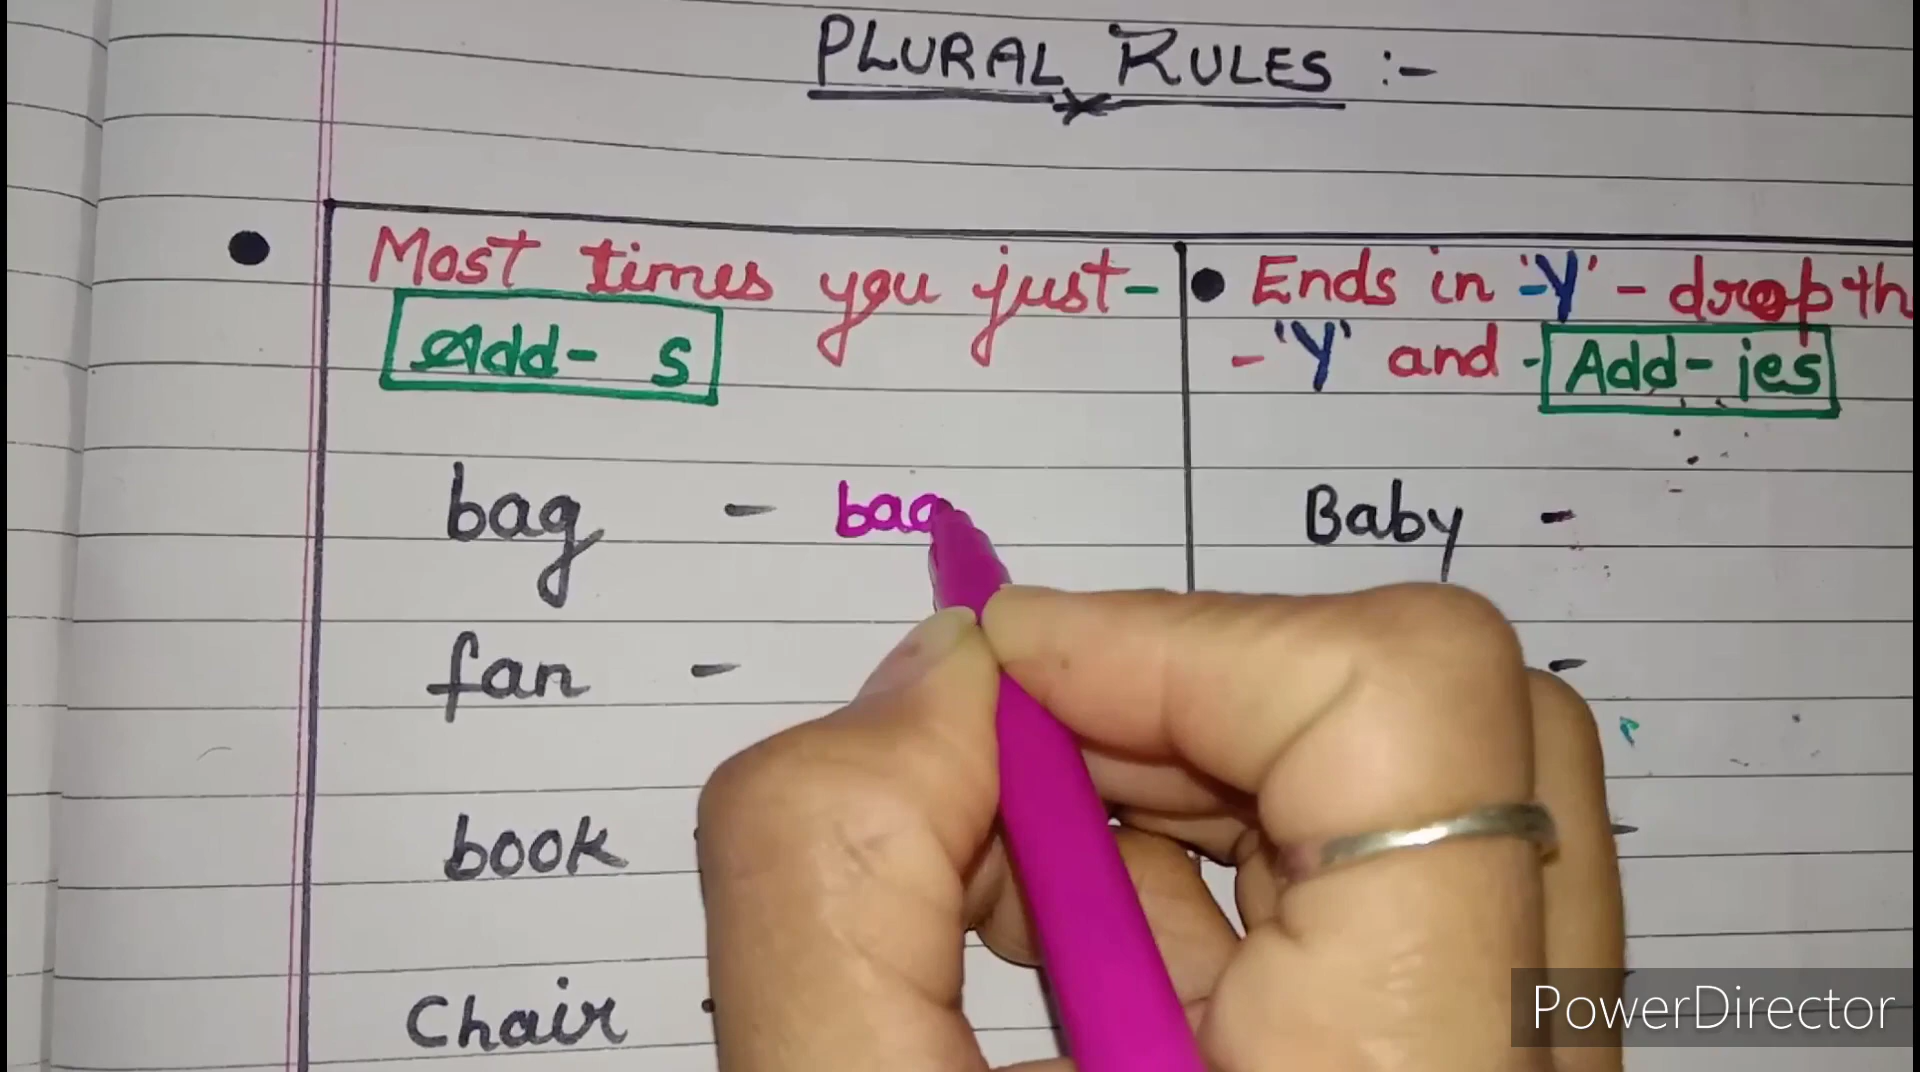 PLURAL RULES :-
Most times you just-
Add- s
Ends in '-Y' - drop th
- 'Y' and - Add- ies
bag - bag
Baby -
fan -
-
book
Chair
PowerDirector